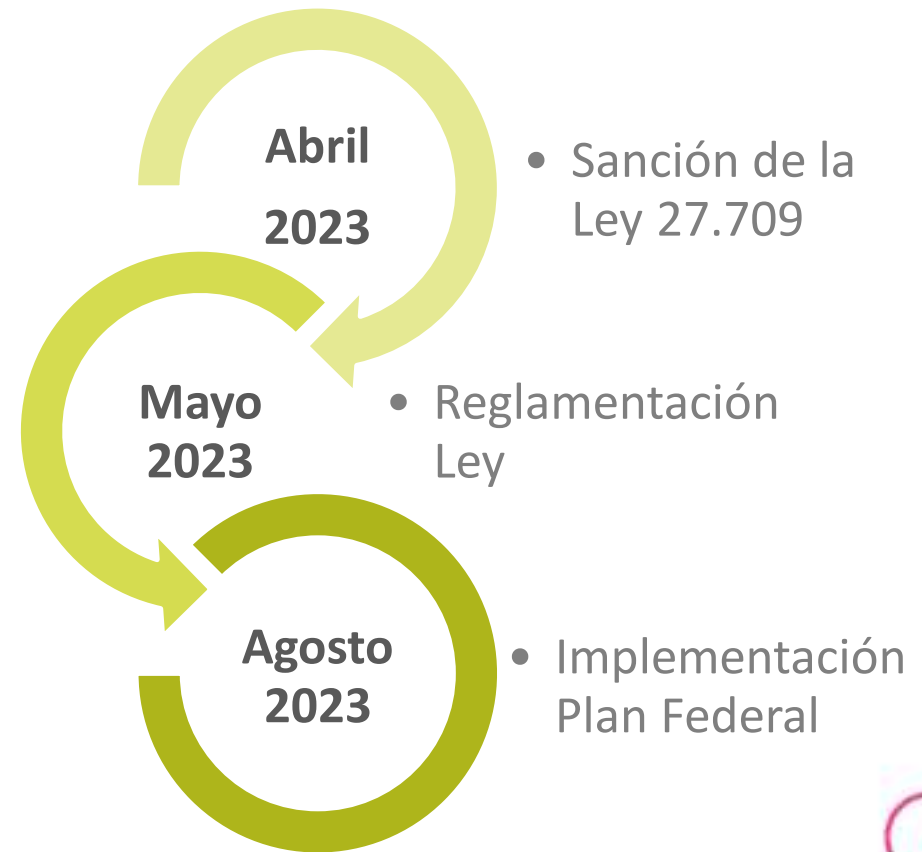 Abril
2023
• Sanción de la
Ley 27.709
Mayo
2023
• Reglamentación
Ley
Agosto
2023
• Implementación
Plan Federal